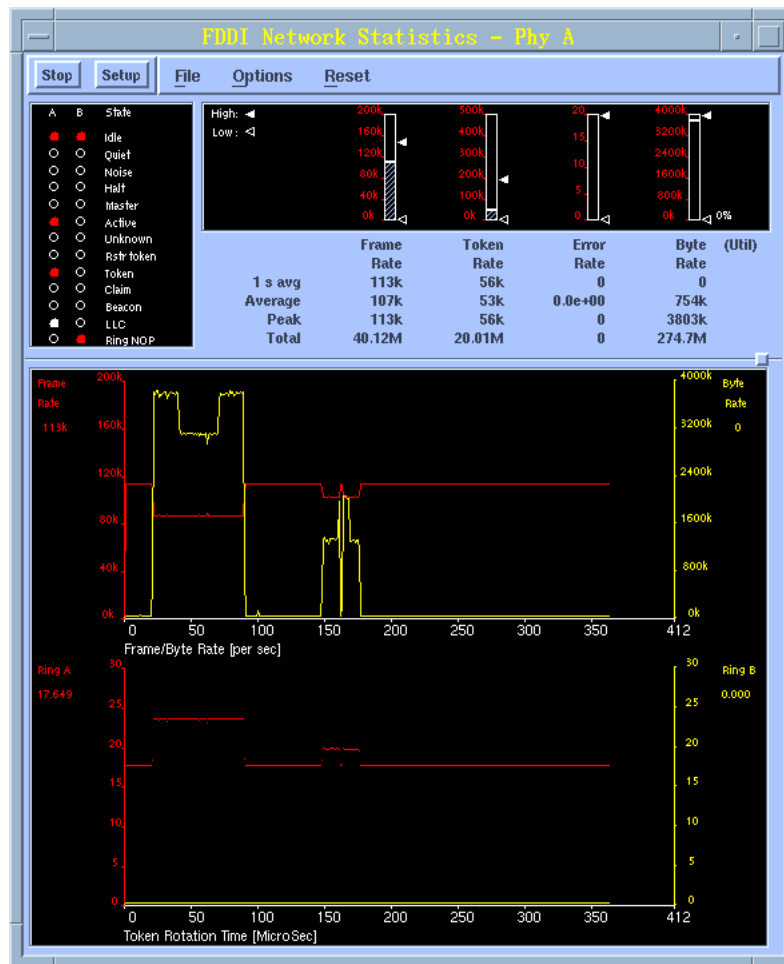 FDDI Network Statistics - Phy A
Stop Setup File Options Reset
A B State
Idle
Quiet
Noise
Halt
Master
Active
Unknown
Rstr token
Token
Claim
Beacon
LLC
Ring NOP
High:
Low :
200k 160k 120k 80k 40k 0k
500k 400k 300k 200k 100k 0k
20 15 10 5 0
4000k 3200k 2400k 1600k 800k 0k
0%
Frame Token Error Byte (Util)
Rate Rate Rate Rate
1 s avg 113k 56k 0 0
Average 107k 53k 0.0e+00 754k
Peak 113k 56k 0 3803k
Total 40.12M 20.01M 0 274.7M
Frame Rate 113k
200k 160k 120k 80k 40k 0k
4000k 3200k 2400k 1600k 800k 0k
Byte Rate 0
0 50 100 150 200 250 300 350 412
Frame/Byte Rate [per sec]
Ring A 17.649
30 25 20 15 10 5 0
30 25 20 15 10 5 0
Ring B 0.000
0 50 100 150 200 250 300 350 412
Token Rotation Time [MicroSec]